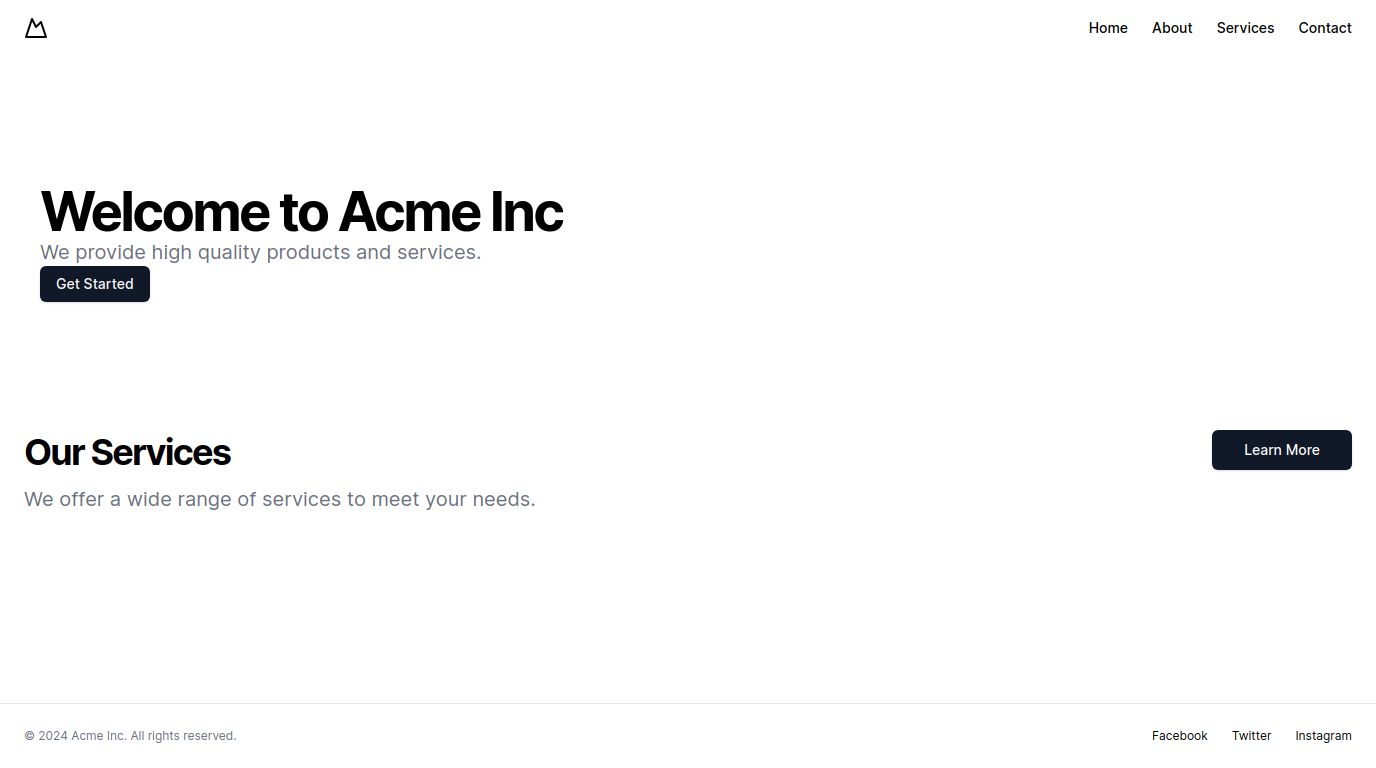 Home About Services Contact
Welcome to Acme Inc
We provide high quality products and services.
Get Started
Our Services
Learn More
We offer a wide range of services to meet your needs.
© 2024 Acme Inc. All rights reserved.
Facebook Twitter Instagram